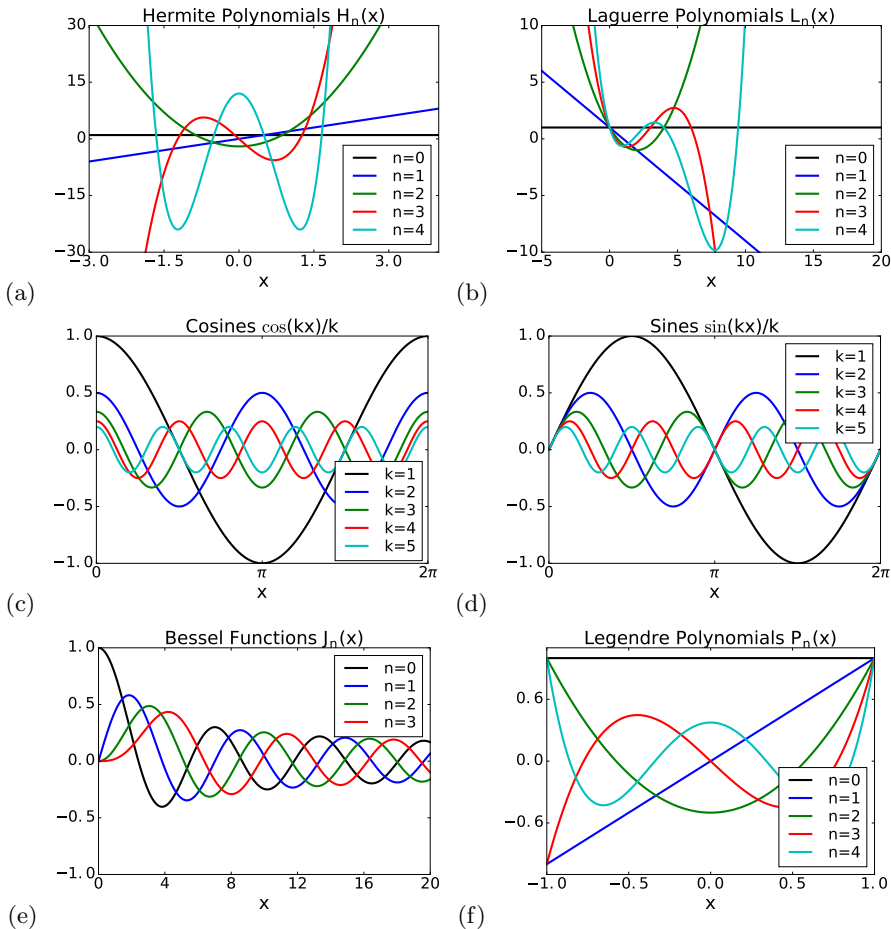 Hermite Polynomials Hₙ(x)
30
15
0
−15
−30
−3.0 −1.5 0.0 1.5 3.0
x
n=0
n=1
n=2
n=3
n=4
(a)
Laguerre Polynomials Lₙ(x)
10
5
0
−5
−10
−5 0 5 10 15 20
x
n=0
n=1
n=2
n=3
n=4
(b)
Cosines cos(kx)/k
1.0
0.5
0.0
−0.5
−1.0
0 π 2π
x
k=1
k=2
k=3
k=4
k=5
(c)
Sines sin(kx)/k
1.0
0.5
0.0
−0.5
−1.0
0 π 2π
x
k=1
k=2
k=3
k=4
k=5
(d)
Bessel Functions Jₙ(x)
1.0
0.5
0.0
−0.5
−1.0
0 4 8 12 16 20
x
n=0
n=1
n=2
n=3
(e)
Legendre Polynomials Pₙ(x)
0.6
0.0
−0.6
−1.0 −0.5 0.0 0.5 1.0
x
n=0
n=1
n=2
n=3
n=4
(f)